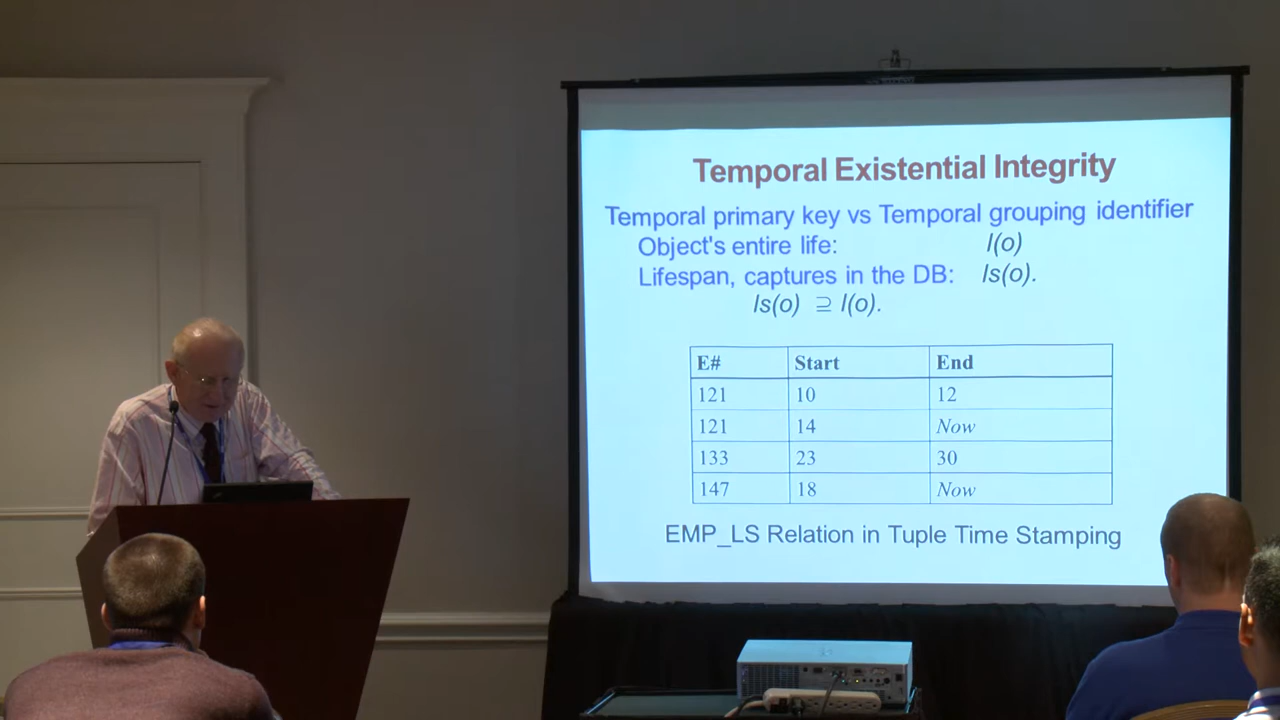 Temporal Existential Integrity
Temporal primary key vs Temporal grouping identifier
Object's entire life: l(o)
Lifespan, captures in the DB: ls(o).
ls(o) ⊇ l(o).
E# Start End
121 10 12
121 14 Now
133 23 30
147 18 Now
EMP_LS Relation in Tuple Time Stamping